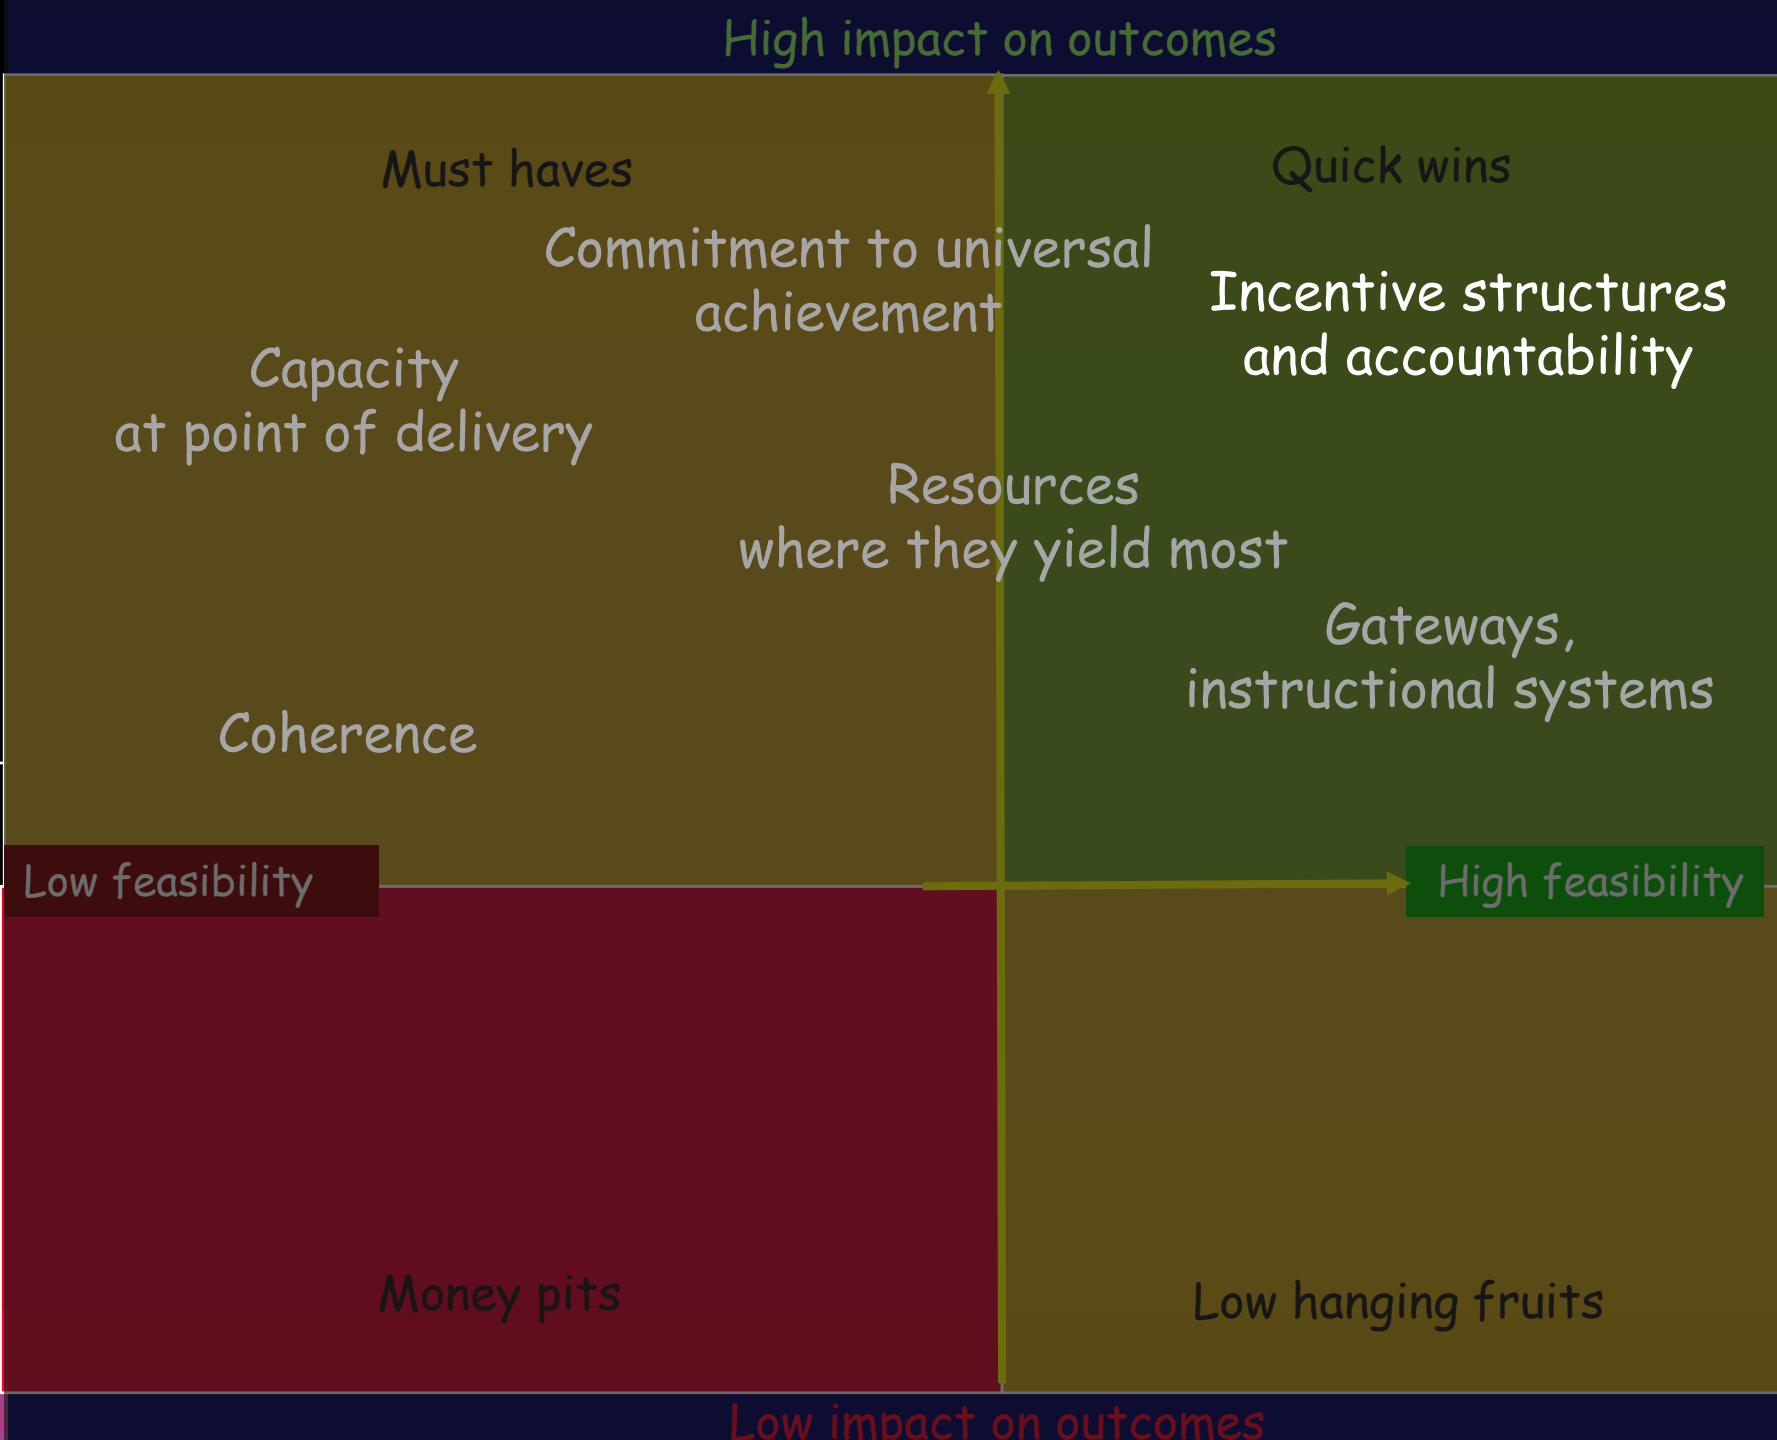 High impact on outcomes
Must haves
Quick wins
Commitment to universal
achievement
Incentive structures
and accountability
Capacity
at point of delivery
Resources
where they yield most
Gateways,
instructional systems
Coherence
Low feasibility
High feasibility
Money pits
Low hanging fruits
Low impact on outcomes